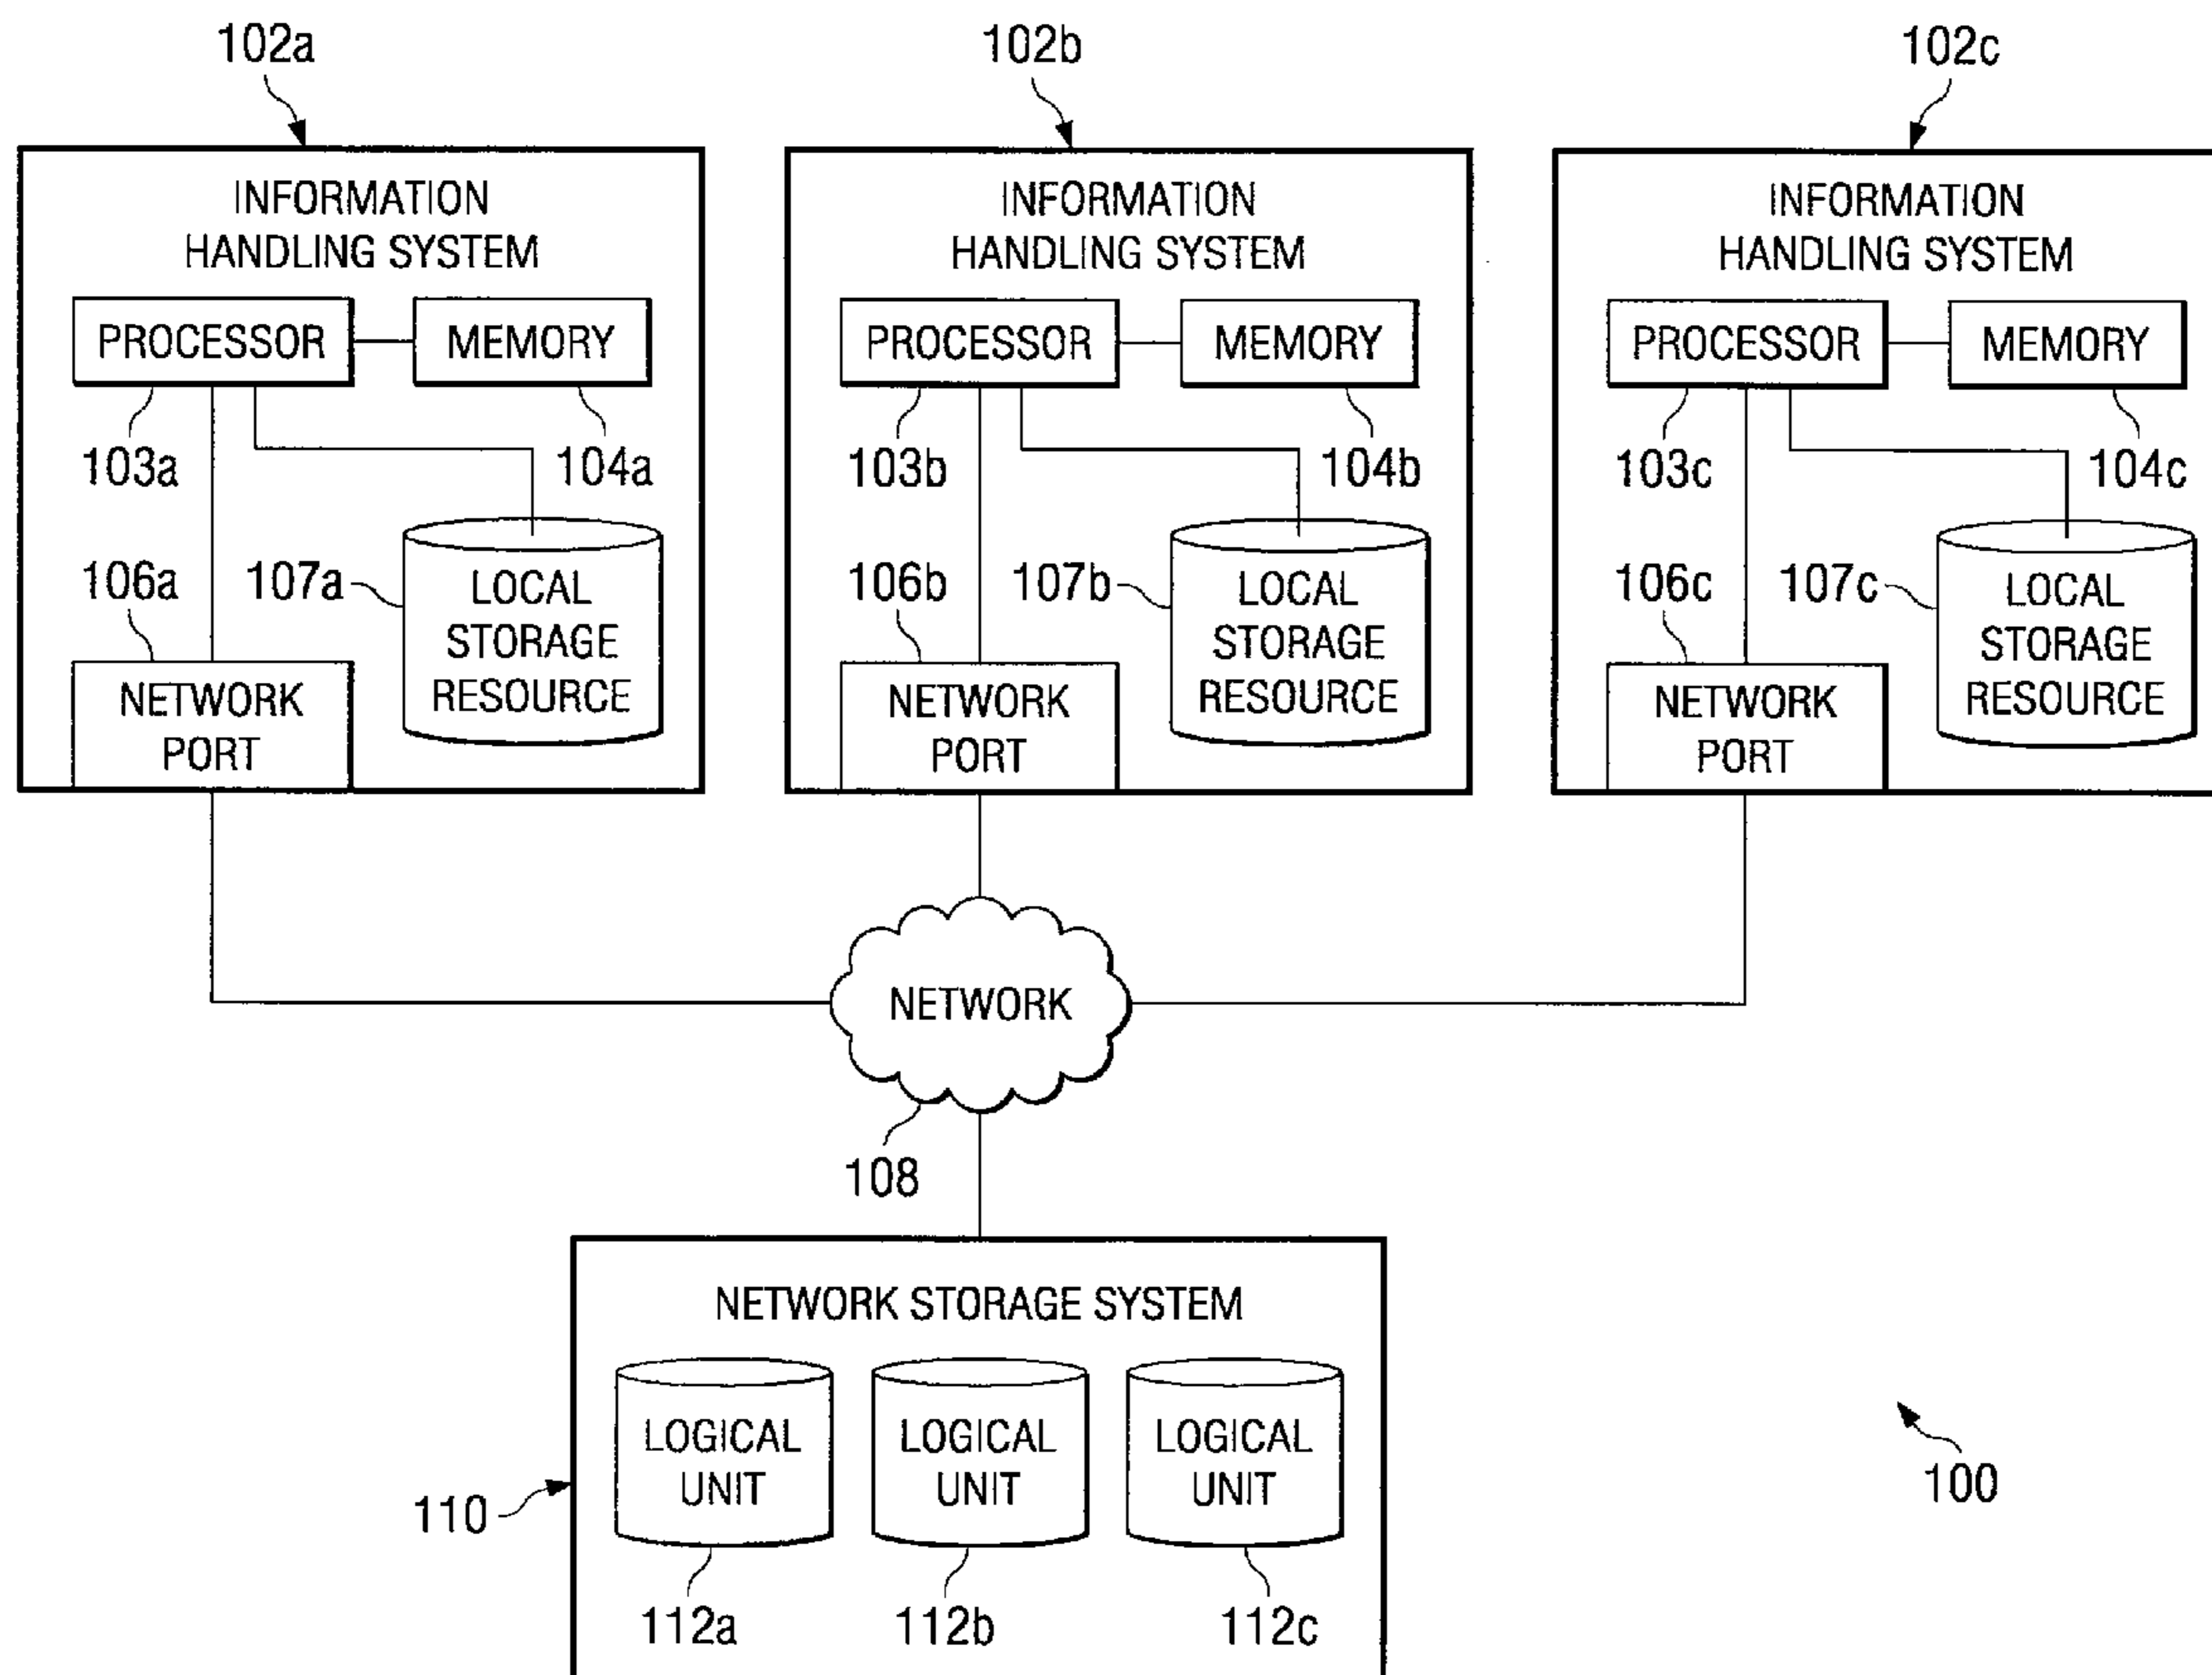 102a
102b
102c
INFORMATION
HANDLING SYSTEM
PROCESSOR
MEMORY
103a
104a
106a
107a
LOCAL
STORAGE
RESOURCE
NETWORK
PORT
INFORMATION
HANDLING SYSTEM
PROCESSOR
MEMORY
103b
104b
106b
107b
LOCAL
STORAGE
RESOURCE
NETWORK
PORT
INFORMATION
HANDLING SYSTEM
PROCESSOR
MEMORY
103c
104c
106c
107c
LOCAL
STORAGE
RESOURCE
NETWORK
PORT
NETWORK
108
NETWORK STORAGE SYSTEM
LOGICAL
UNIT
LOGICAL
UNIT
LOGICAL
UNIT
110
112a
112b
112c
100